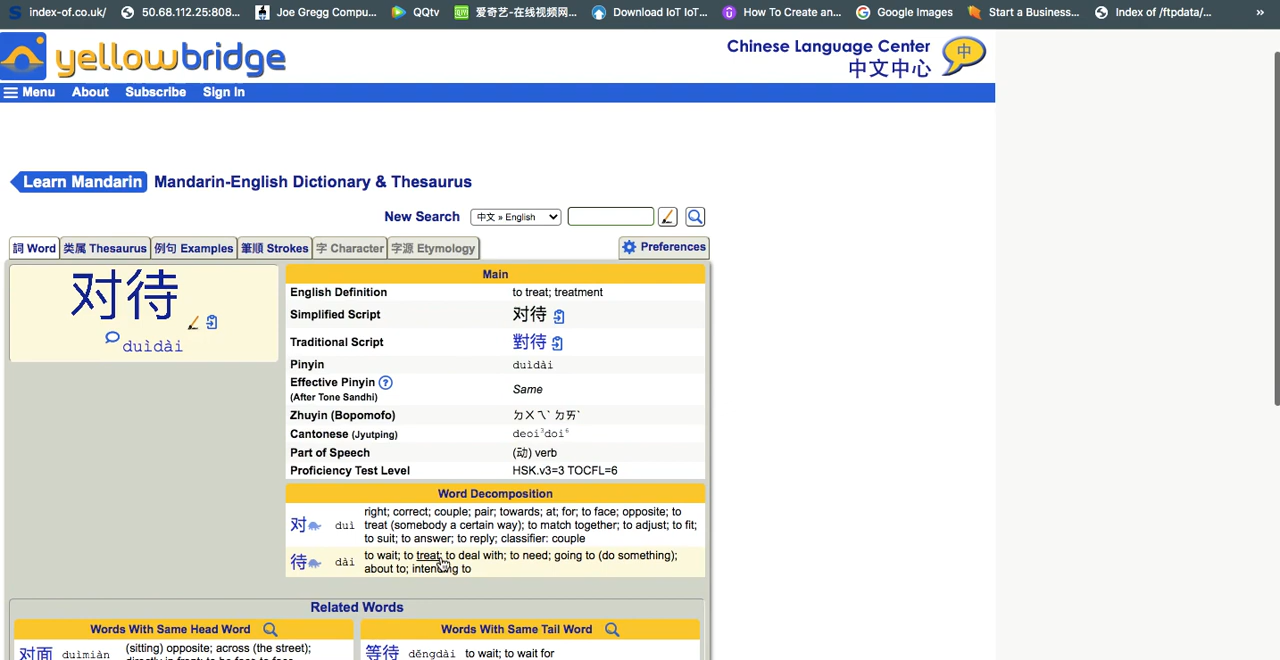 index-of.co.uk/ 50.68.112.25:808... Joe Gregg Compu... QQtv 爱奇艺-在线视频网... Download IoT IoT... How To Create an... Google Images Start a Business... Index of /ftpdata/... »
yellowbridge
Chinese Language Center
中文中心
中
Menu About Subscribe Sign In
Learn Mandarin Mandarin-English Dictionary & Thesaurus
New Search 中文 » English
詞 Word 类属 Thesaurus 例句 Examples 筆順 Strokes 字 Character 字源 Etymology Preferences
对待
duìdài
Main
English Definition to treat; treatment
Simplified Script 对待
Traditional Script 對待
Pinyin duìdài
Effective Pinyin ?
(After Tone Sandhi) Same
Zhuyin (Bopomofo) ㄉㄨㄟˋ ㄉㄞˋ
Cantonese (Jyutping) deoi³doi⁶
Part of Speech (动) verb
Proficiency Test Level HSK.v3=3 TOCFL=6
Word Decomposition
对 duì right; correct; couple; pair; towards; at; for; to face; opposite; to
treat (somebody a certain way); to match together; to adjust; to fit;
to suit; to answer; to reply; classifier: couple
待 dài to wait; to treat; to deal with; to need; going to (do something);
about to; intending to
Related Words
Words With Same Head Word Words With Same Tail Word
对面 duìmiàn (sitting) opposite; across (the street);
等待 děngdài to wait; to wait for